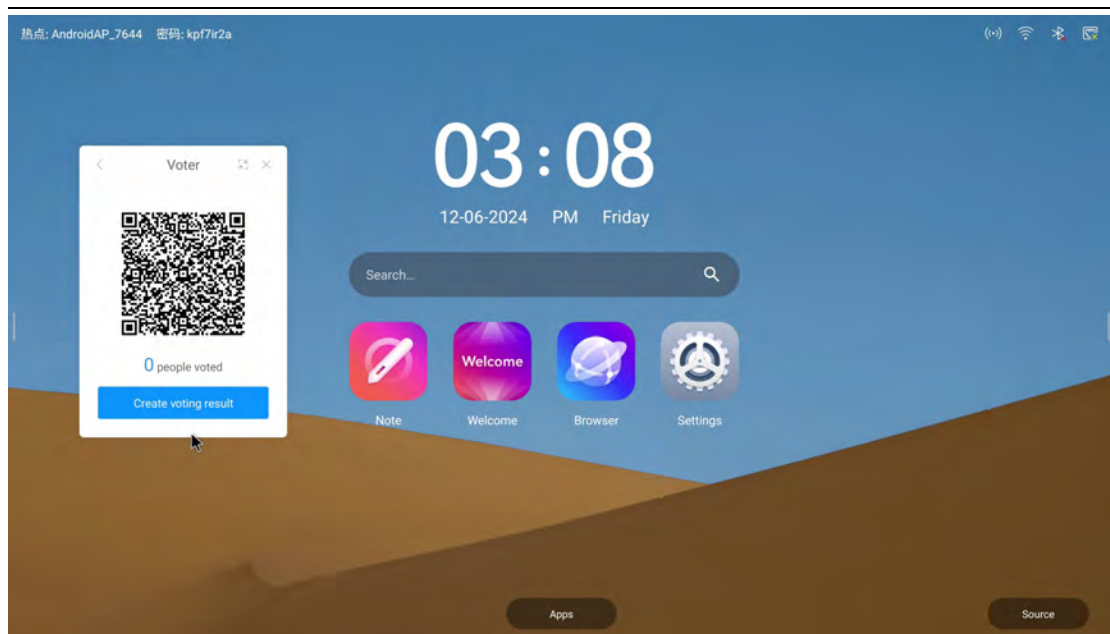 热点: AndroidAP_7644 密码: kpf7ir2a
03:08
12-06-2024 PM Friday
Voter
0 people voted
Create voting result
Search...
Welcome
Note Welcome Browser Settings
Apps
Source